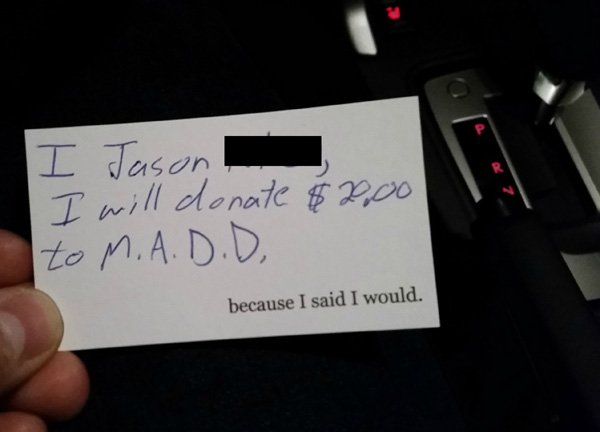 I Jason
I will donate $ 20.00
to M.A.D.D.
because I said I would.
P
R
N